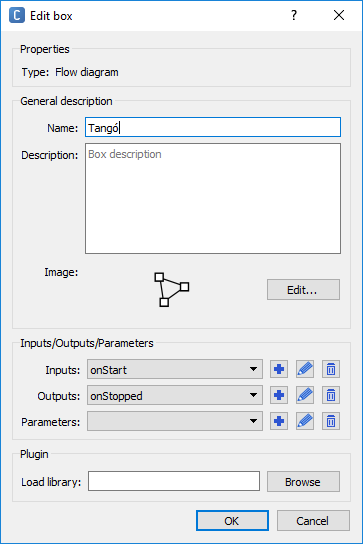 C Edit box ?
Properties
Type: Flow diagram
General description
Name: Tangó
Description: Box description
Image:
Edit...
Inputs/Outputs/Parameters
Inputs: onStart
Outputs: onStopped
Parameters:
Plugin
Load library: Browse
OK Cancel